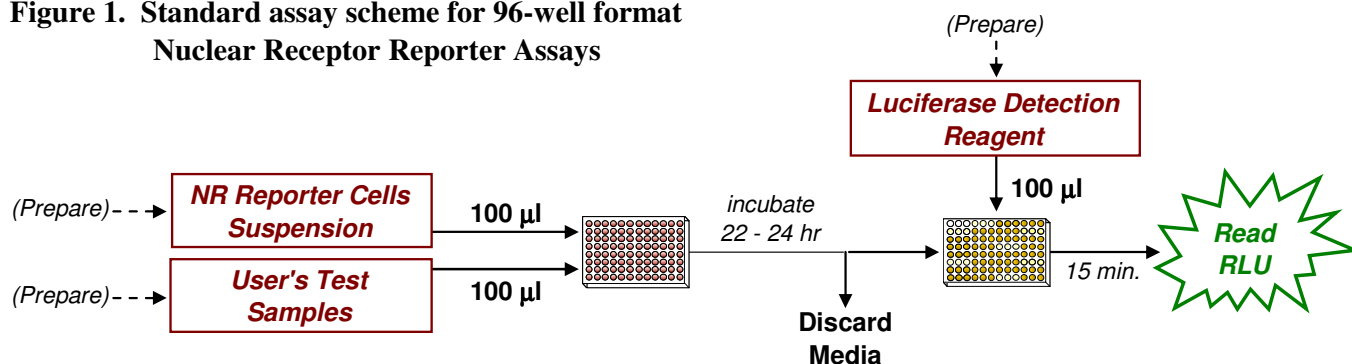 Figure 1. Standard assay scheme for 96-well format
Nuclear Receptor Reporter Assays
(Prepare)
Luciferase Detection
Reagent
100 µl
(Prepare)
NR Reporter Cells
Suspension
100 µl
(Prepare)
User's Test
Samples
100 µl
incubate
22 - 24 hr
Discard
Media
15 min.
Read
RLU